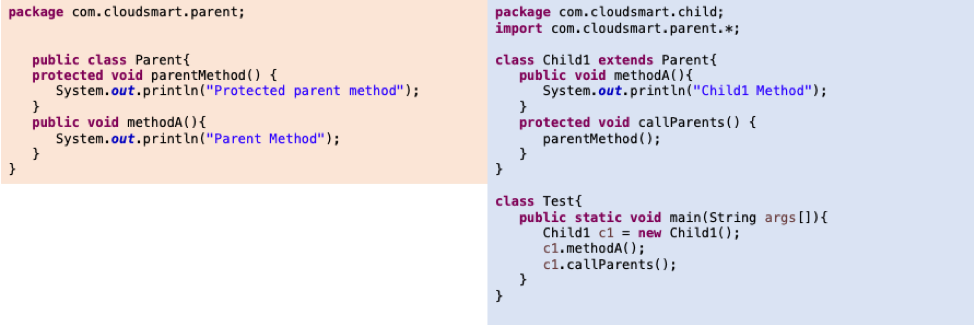 package com.cloudsmart.parent;
public class Parent{
protected void parentMethod() {
System.out.println("Protected parent method");
}
public void methodA(){
System.out.println("Parent Method");
}
}
package com.cloudsmart.child;
import com.cloudsmart.parent.*;
class Child1 extends Parent{
public void methodA(){
System.out.println("Child1 Method");
}
protected void callParents() {
parentMethod();
}
}
class Test{
public static void main(String args[]){
Child1 c1 = new Child1();
c1.methodA();
c1.callParents();
}
}